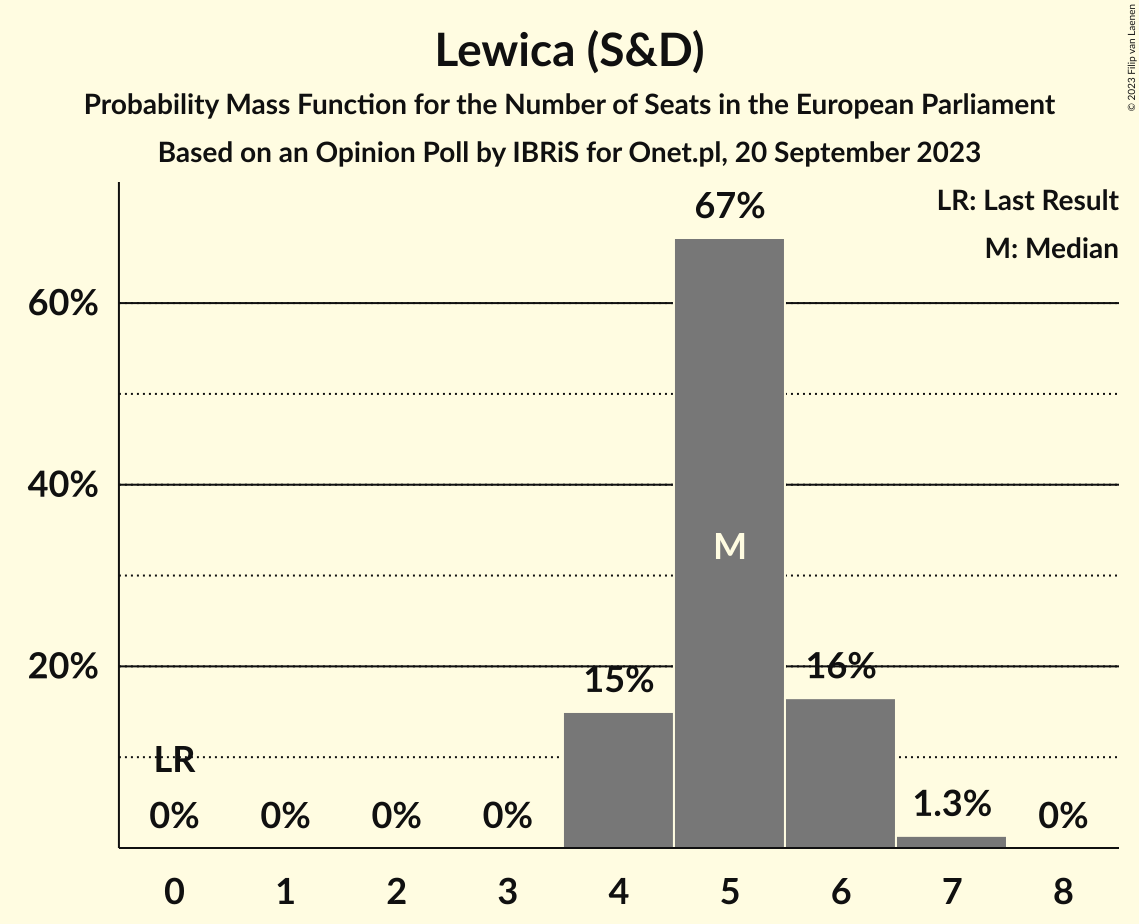 Lewica (S&D)
Probability Mass Function for the Number of Seats in the European Parliament
Based on an Opinion Poll by IBRiS for Onet.pl, 20 September 2023
© 2023 Filip van Laenen
LR: Last Result
M: Median
67%
60%
40%
M
20%
15%
16%
LR
0%
0%
0%
0%
1.3%
0%
0
1
2
3
4
5
6
7
8